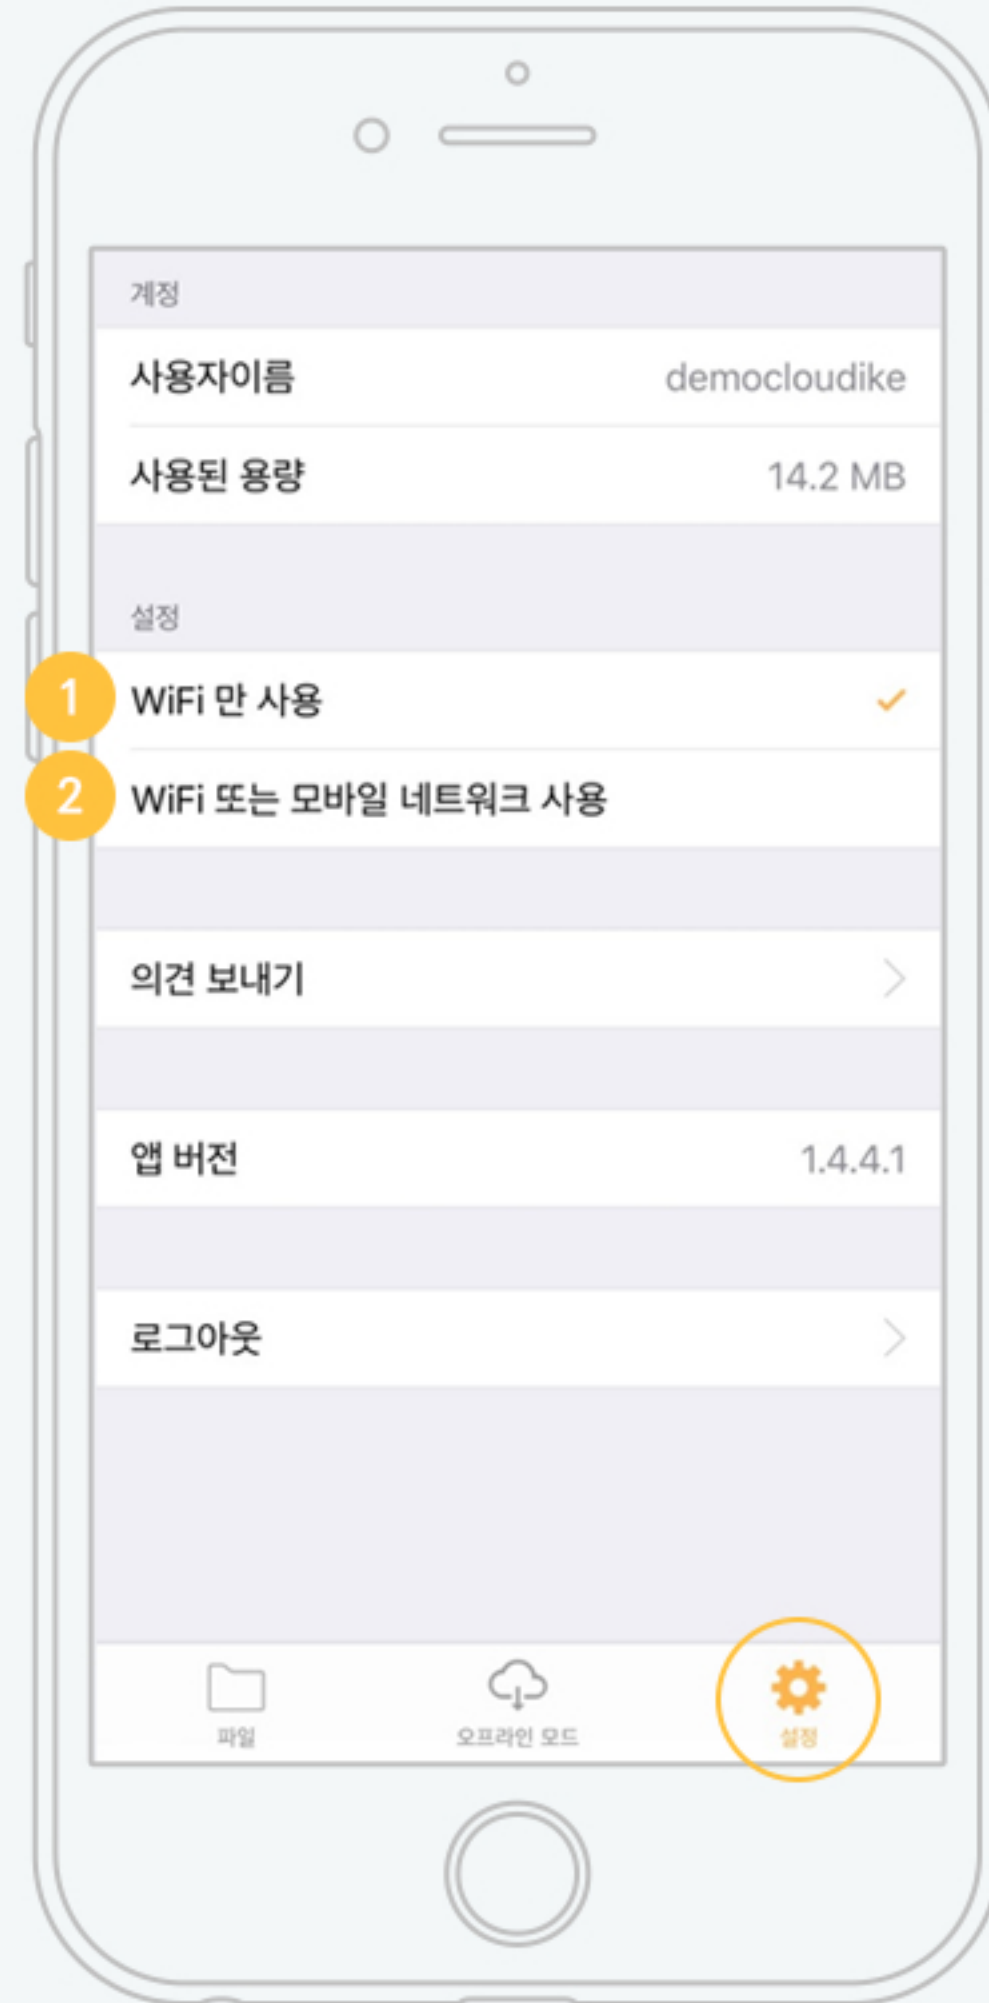 계정
사용자이름 democloudike
사용된 용량 14.2 MB
설정
1 WiFi 만 사용
2 WiFi 또는 모바일 네트워크 사용
의견 보내기
앱 버전 1.4.4.1
로그아웃
파일 오프라인 모드 설정